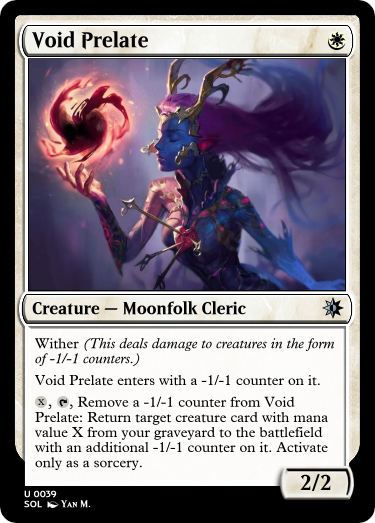 Void Prelate
Creature — Moonfolk Cleric
Wither (This deals damage to creatures in the form
of -1/-1 counters.)
Void Prelate enters with a -1/-1 counter on it.
X, T, Remove a -1/-1 counter from Void
Prelate: Return target creature card with mana
value X from your graveyard to the battlefield
with an additional -1/-1 counter on it. Activate
only as a sorcery.
2/2
U 0039
SOL Yan M.